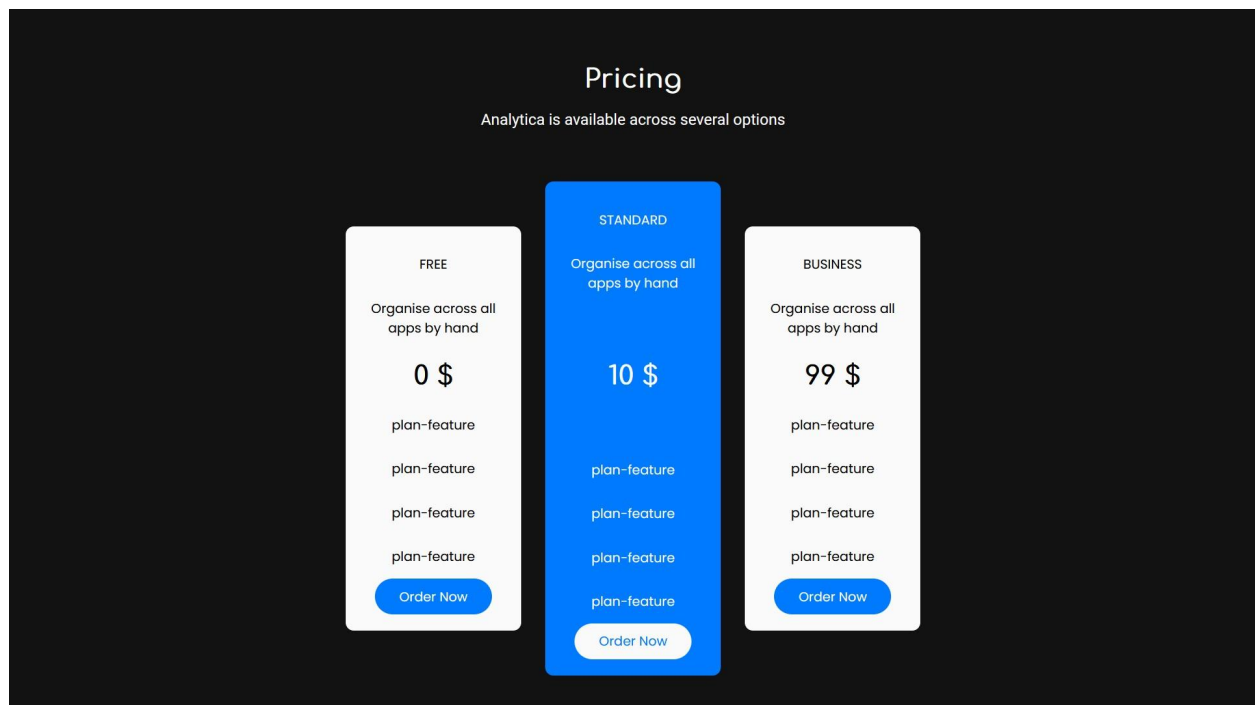 Pricing
Analytica is available across several options
FREE
Organise across all
apps by hand
0 $
plan-feature
plan-feature
plan-feature
plan-feature
Order Now
STANDARD
Organise across all
apps by hand
10 $
plan-feature
plan-feature
plan-feature
plan-feature
Order Now
BUSINESS
Organise across all
apps by hand
99 $
plan-feature
plan-feature
plan-feature
plan-feature
Order Now